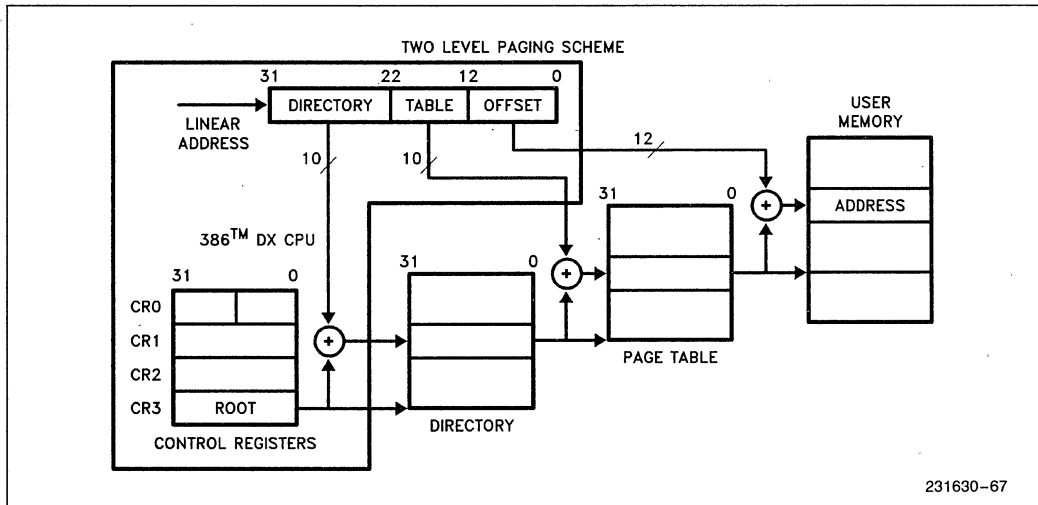 TWO LEVEL PAGING SCHEME
31 22 12 0
DIRECTORY TABLE OFFSET
LINEAR
ADDRESS
USER
MEMORY
10
10
12
31 0
ADDRESS
386™ DX CPU
31 0
31 0
CR0
CR1
CR2
CR3 ROOT
PAGE TABLE
DIRECTORY
CONTROL REGISTERS
231630-67